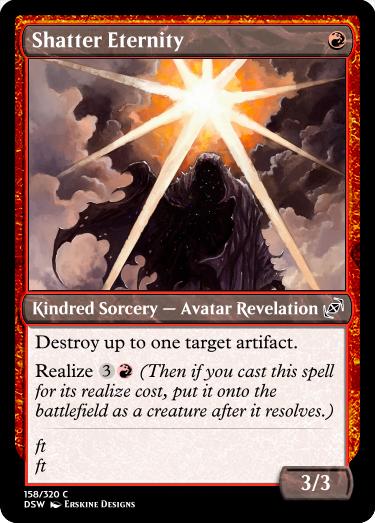 Shatter Eternity
Kindred Sorcery — Avatar Revelation
Destroy up to one target artifact.
Realize 3 (Then if you cast this spell
for its realize cost, put it onto the
battlefield as a creature after it resolves.)
ft
ft
3/3
158/320 C
DSW Erskine Designs